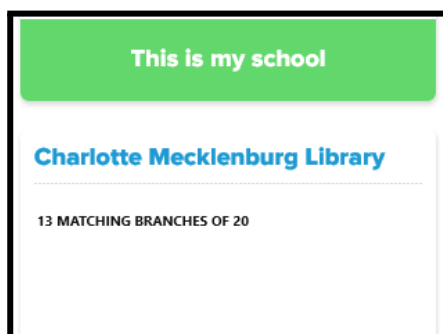 This is my school
Charlotte Mecklenburg Library
13 MATCHING BRANCHES OF 20